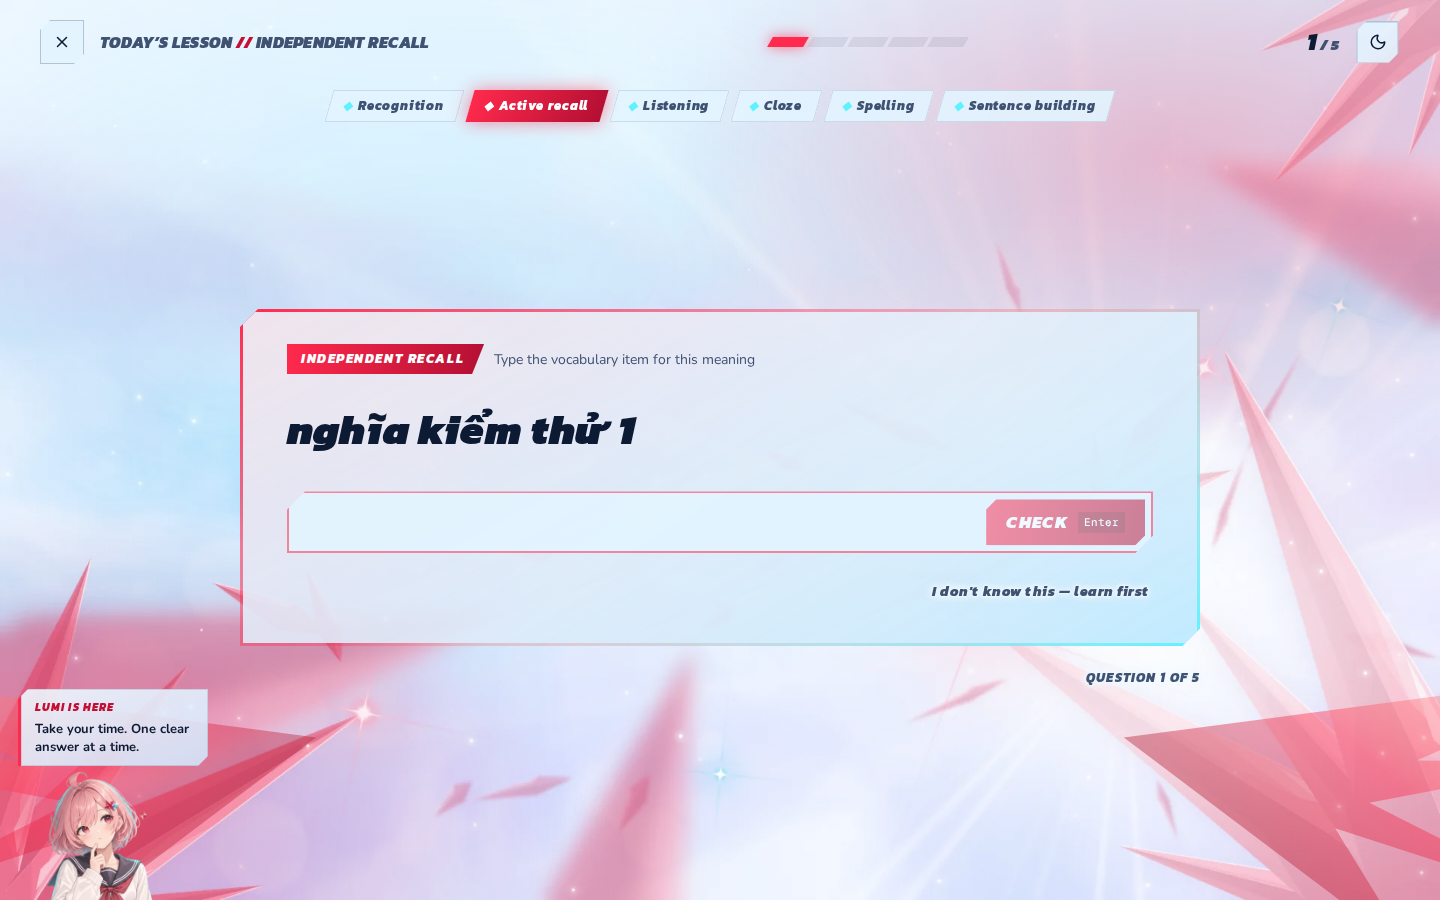 TODAY'S LESSON // INDEPENDENT RECALL
1 / 5
Recognition
Active recall
Listening
Cloze
Spelling
Sentence building
INDEPENDENT RECALL
Type the vocabulary item for this meaning
nghĩa kiểm thử 1
CHECK Enter
I don't know this — learn first
QUESTION 1 OF 5
LUMI IS HERE
Take your time. One clear
answer at a time.